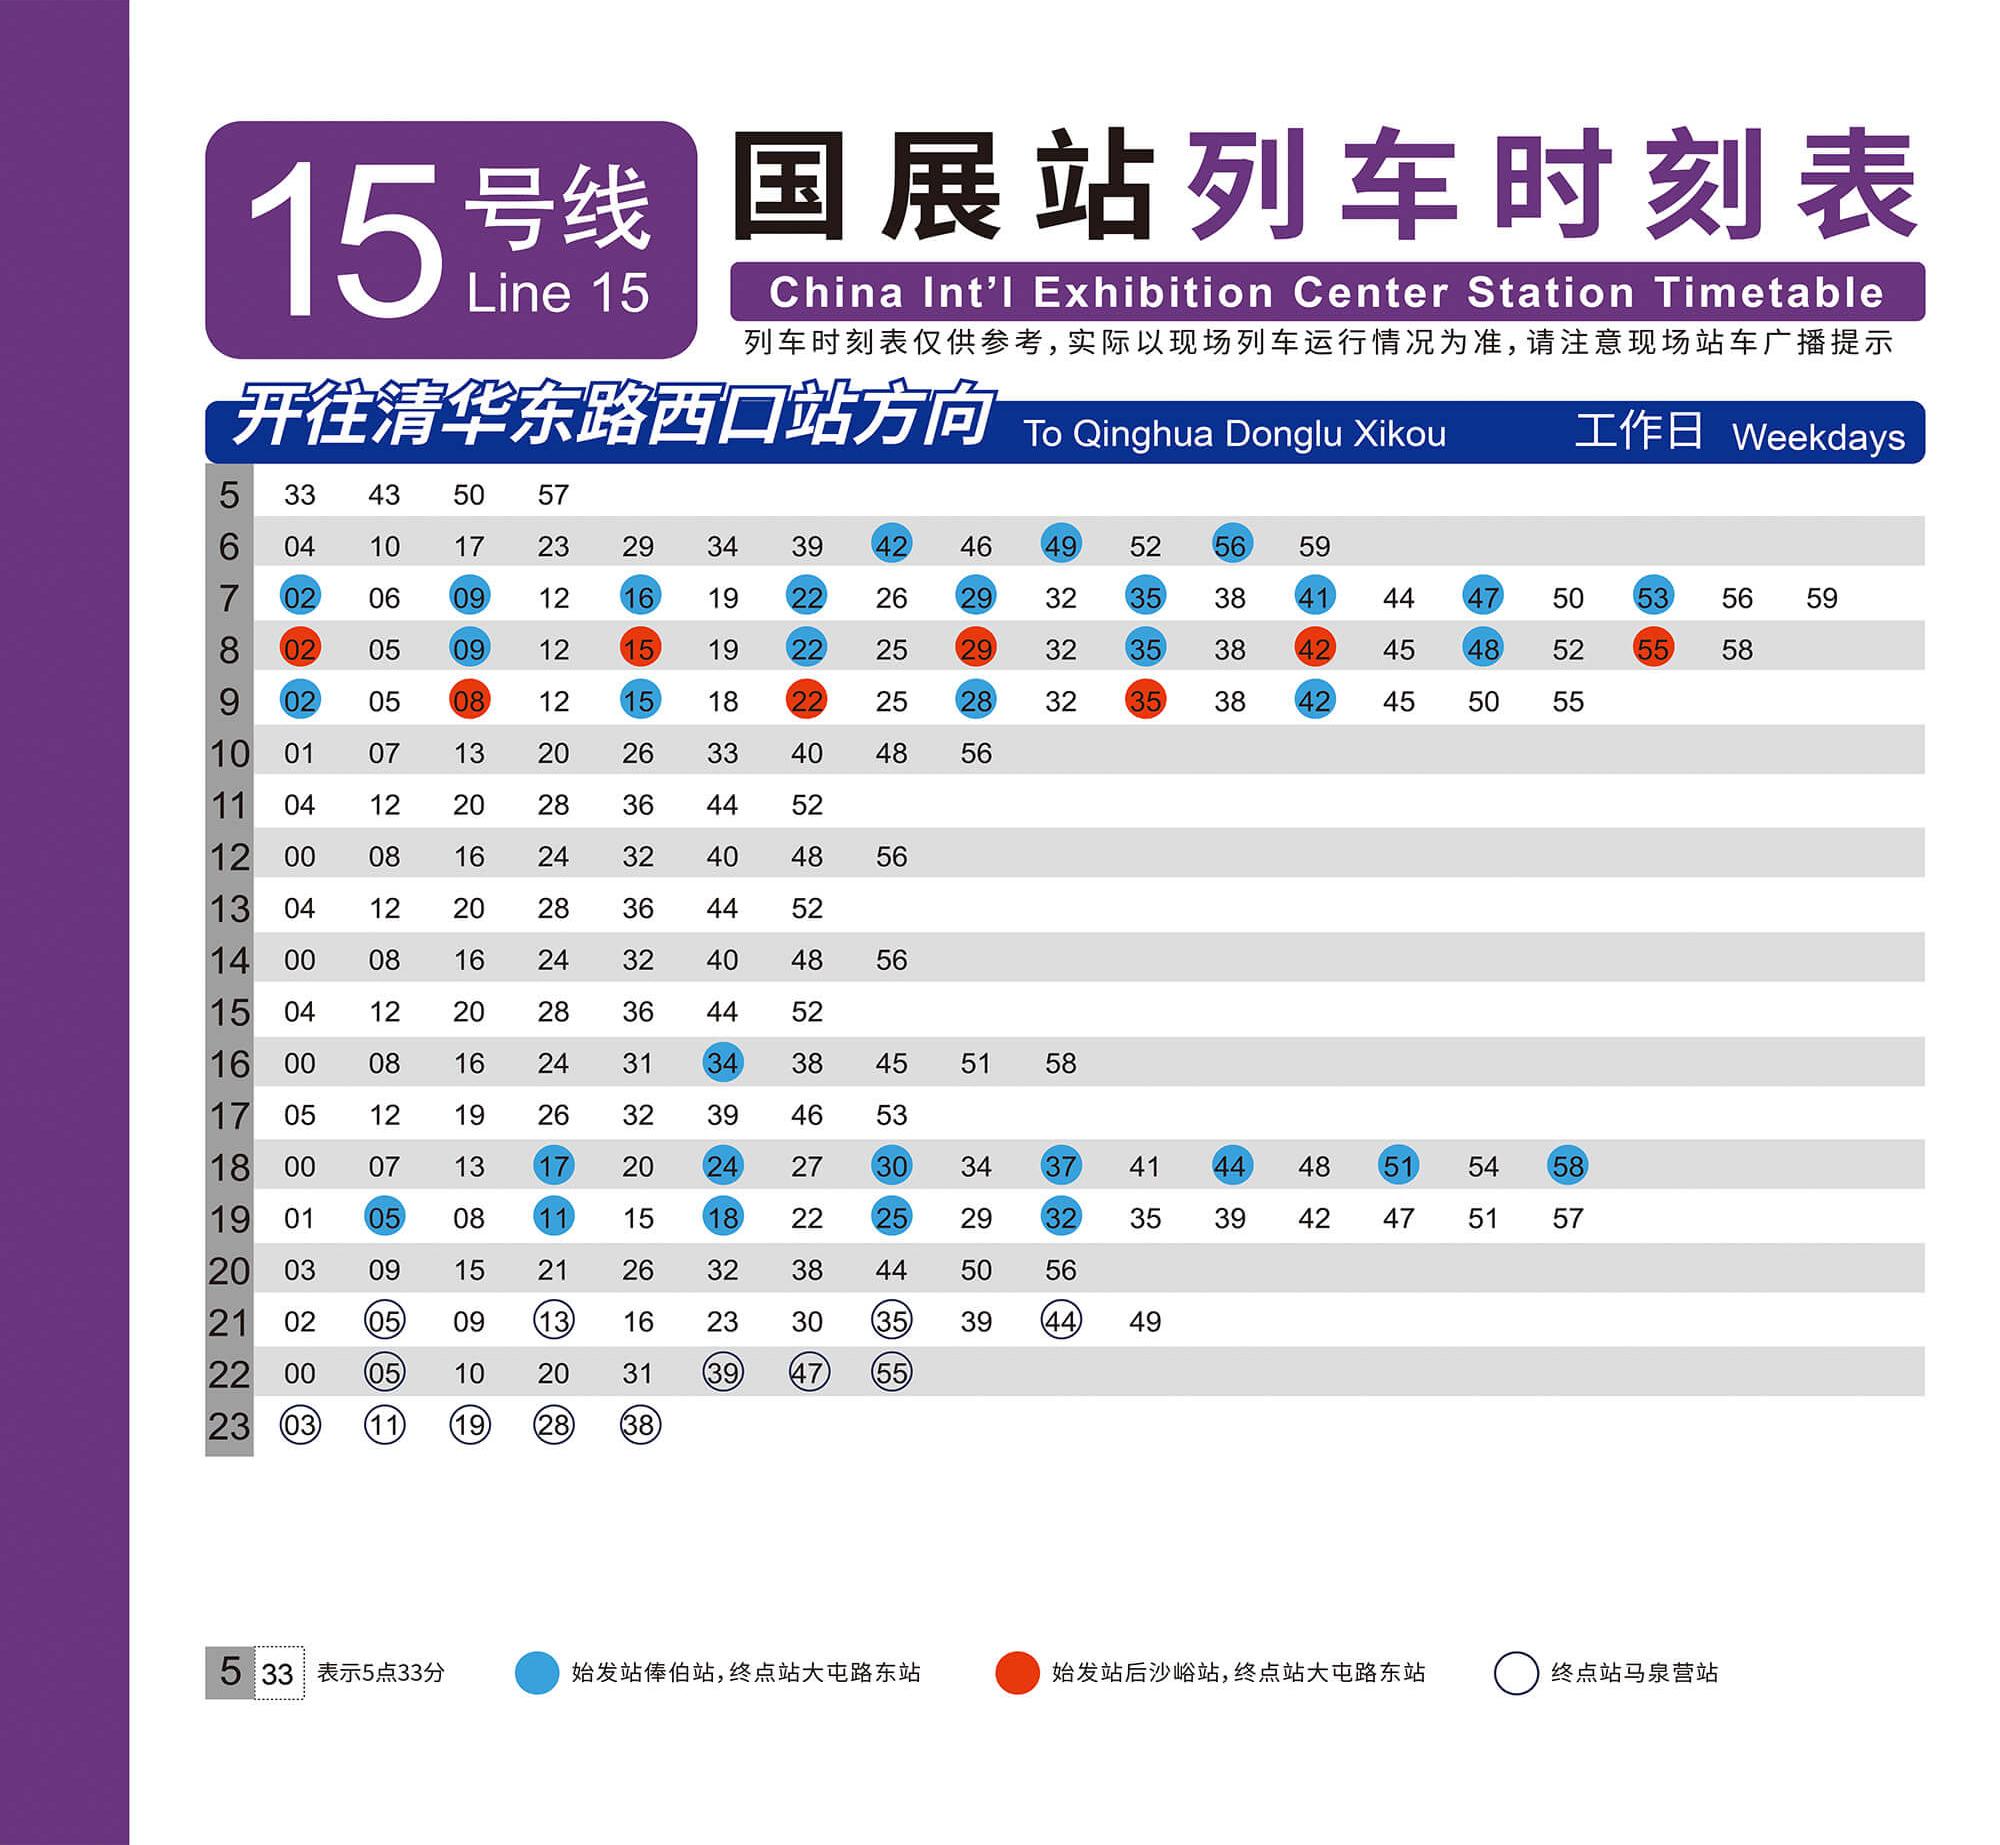 15号线
Line 15
国展站列车时刻表
China Int'l Exhibition Center Station Timetable
列车时刻表仅供参考,实际以现场列车运行情况为准,请注意现场站车广播提示
开往清华东路西口站方向 To Qinghua Donglu Xikou 工作日 Weekdays
5 33 43 50 57
6 04 10 17 23 29 34 39 42 46 49 52 56 59
7 02 06 09 12 16 19 22 26 29 32 35 38 41 44 47 50 53 56 59
8 02 05 09 12 15 19 22 25 29 32 35 38 42 45 48 52 55 58
9 02 05 08 12 15 18 22 25 28 32 35 38 42 45 50 55
10 01 07 13 20 26 33 40 48 56
11 04 12 20 28 36 44 52
12 00 08 16 24 32 40 48 56
13 04 12 20 28 36 44 52
14 00 08 16 24 32 40 48 56
15 04 12 20 28 36 44 52
16 00 08 16 24 31 34 38 45 51 58
17 05 12 19 26 32 39 46 53
18 00 07 13 17 20 24 27 30 34 37 41 44 48 51 54 58
19 01 05 08 11 15 18 22 25 29 32 35 39 42 47 51 57
20 03 09 15 21 26 32 38 44 50 56
21 02 05 09 13 16 23 30 35 39 44 49
22 00 05 10 20 31 39 47 55
23 03 11 19 28 38
5 33 表示5点33分 始发站俸伯站,终点站大屯路东站 始发站后沙峪站,终点站大屯路东站 终点站马泉营站